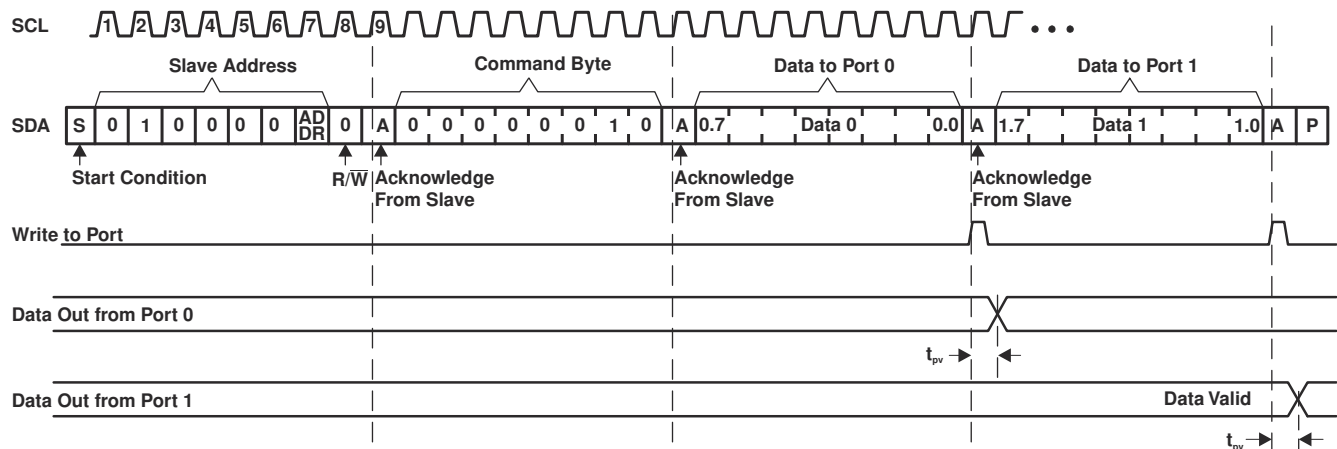 SCL 1 2 3 4 5 6 7 8 9
Slave Address Command Byte Data to Port 0 Data to Port 1
SDA S 0 1 0 0 0 0 AD DR 0 A 0 0 0 0 0 0 1 0 A 0.7 Data 0 0.0 A 1.7 Data 1 1.0 A P
Start Condition R/W̅ Acknowledge From Slave Acknowledge From Slave Acknowledge From Slave
Write to Port
Data Out from Port 0
tpv
Data Out from Port 1 Data Valid
tpv